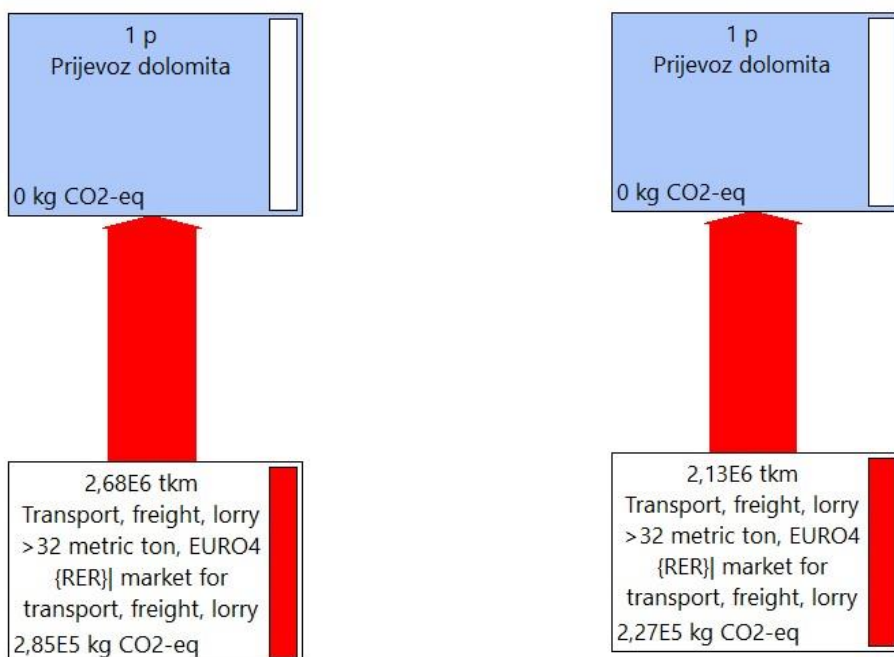 1 p
Prijevoz dolomita
0 kg CO2-eq
2,68E6 tkm
Transport, freight, lorry
>32 metric ton, EURO4
{RER}| market for
transport, freight, lorry
2,85E5 kg CO2-eq
1 p
Prijevoz dolomita
0 kg CO2-eq
2,13E6 tkm
Transport, freight, lorry
>32 metric ton, EURO4
{RER}| market for
transport, freight, lorry
2,27E5 kg CO2-eq